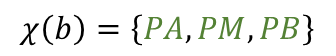 χ(b) = {PA, PM, PB}